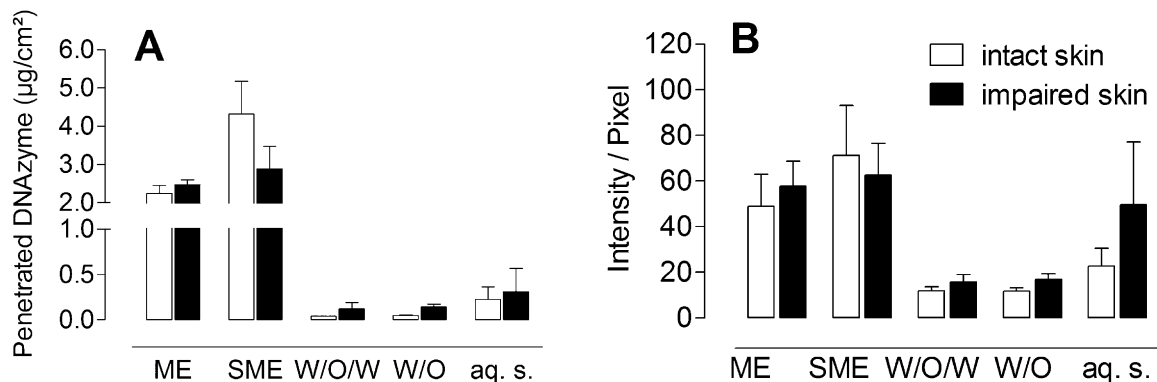 A
Penetrated DNAzyme (µg/cm²)
6.0
5.0
4.0
3.0
2.0
1.0
0.5
0.0
ME SME W/O/W W/O aq. s.
B
intact skin
impaired skin
Intensity / Pixel
120
100
80
60
40
20
0
ME SME W/O/W W/O aq. s.